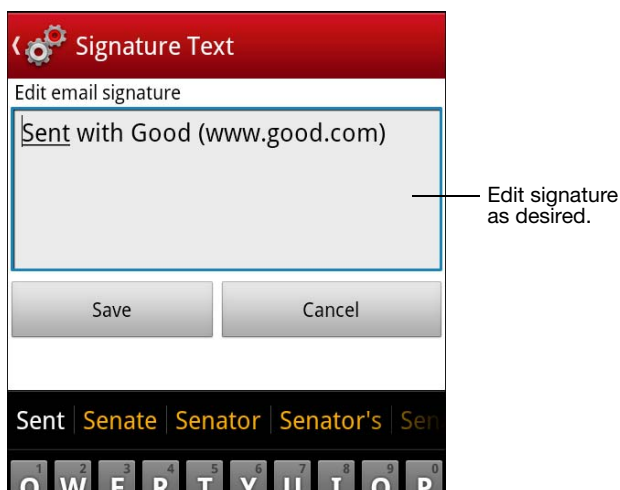 Signature Text
Edit email signature
Sent with Good (www.good.com)
Edit signature
as desired.
Save Cancel
Sent Senate Senator Senator's Sen
1 2 3 4 5 6 7 8 9 0
Q W E R T Y U I O P